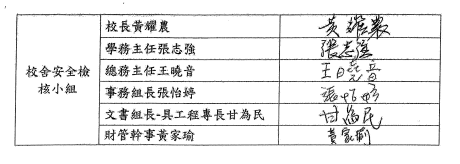 校舍安全檢
核小組
校長黃耀農 黃耀農
學務主任張志強 張志強
總務主任王曉音 王曉音
事務組長張怡婷 張怡婷
文書組長-具工程專長甘為民 甘為民
財管幹事黃家瑜 黃家瑜